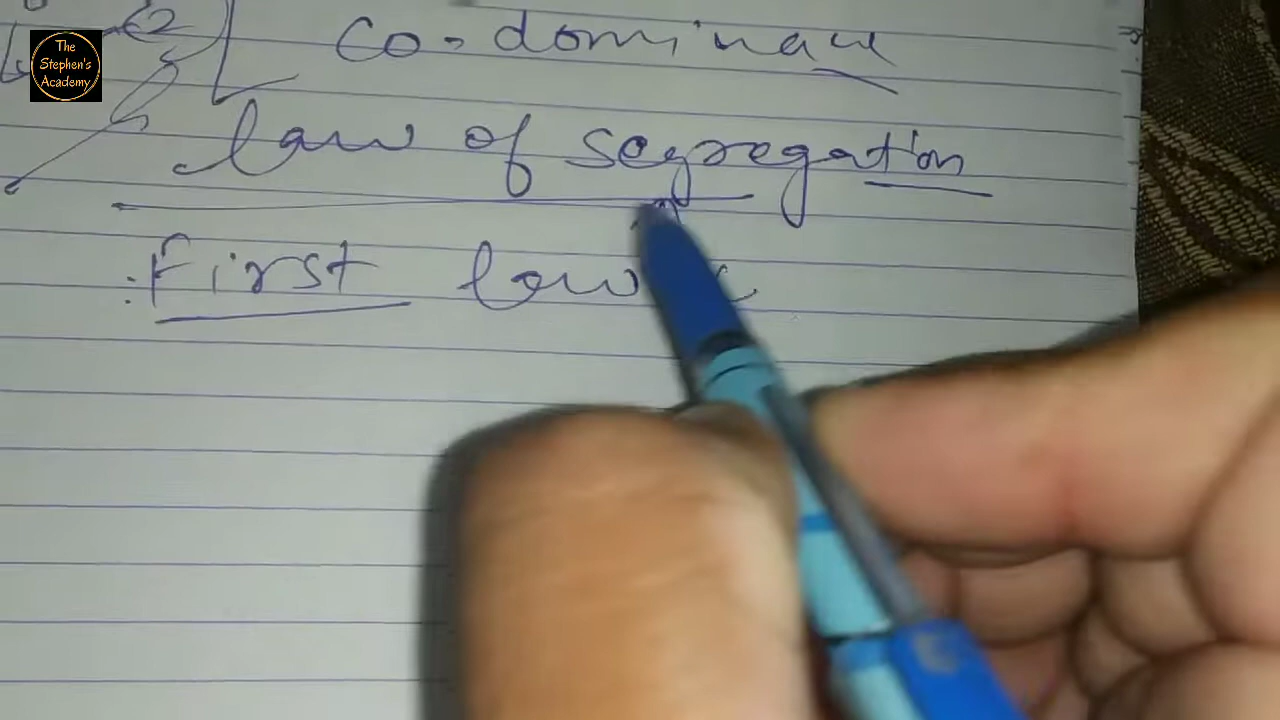 The
Stephen's
Academy
Co-dominance
law of segregation
First law